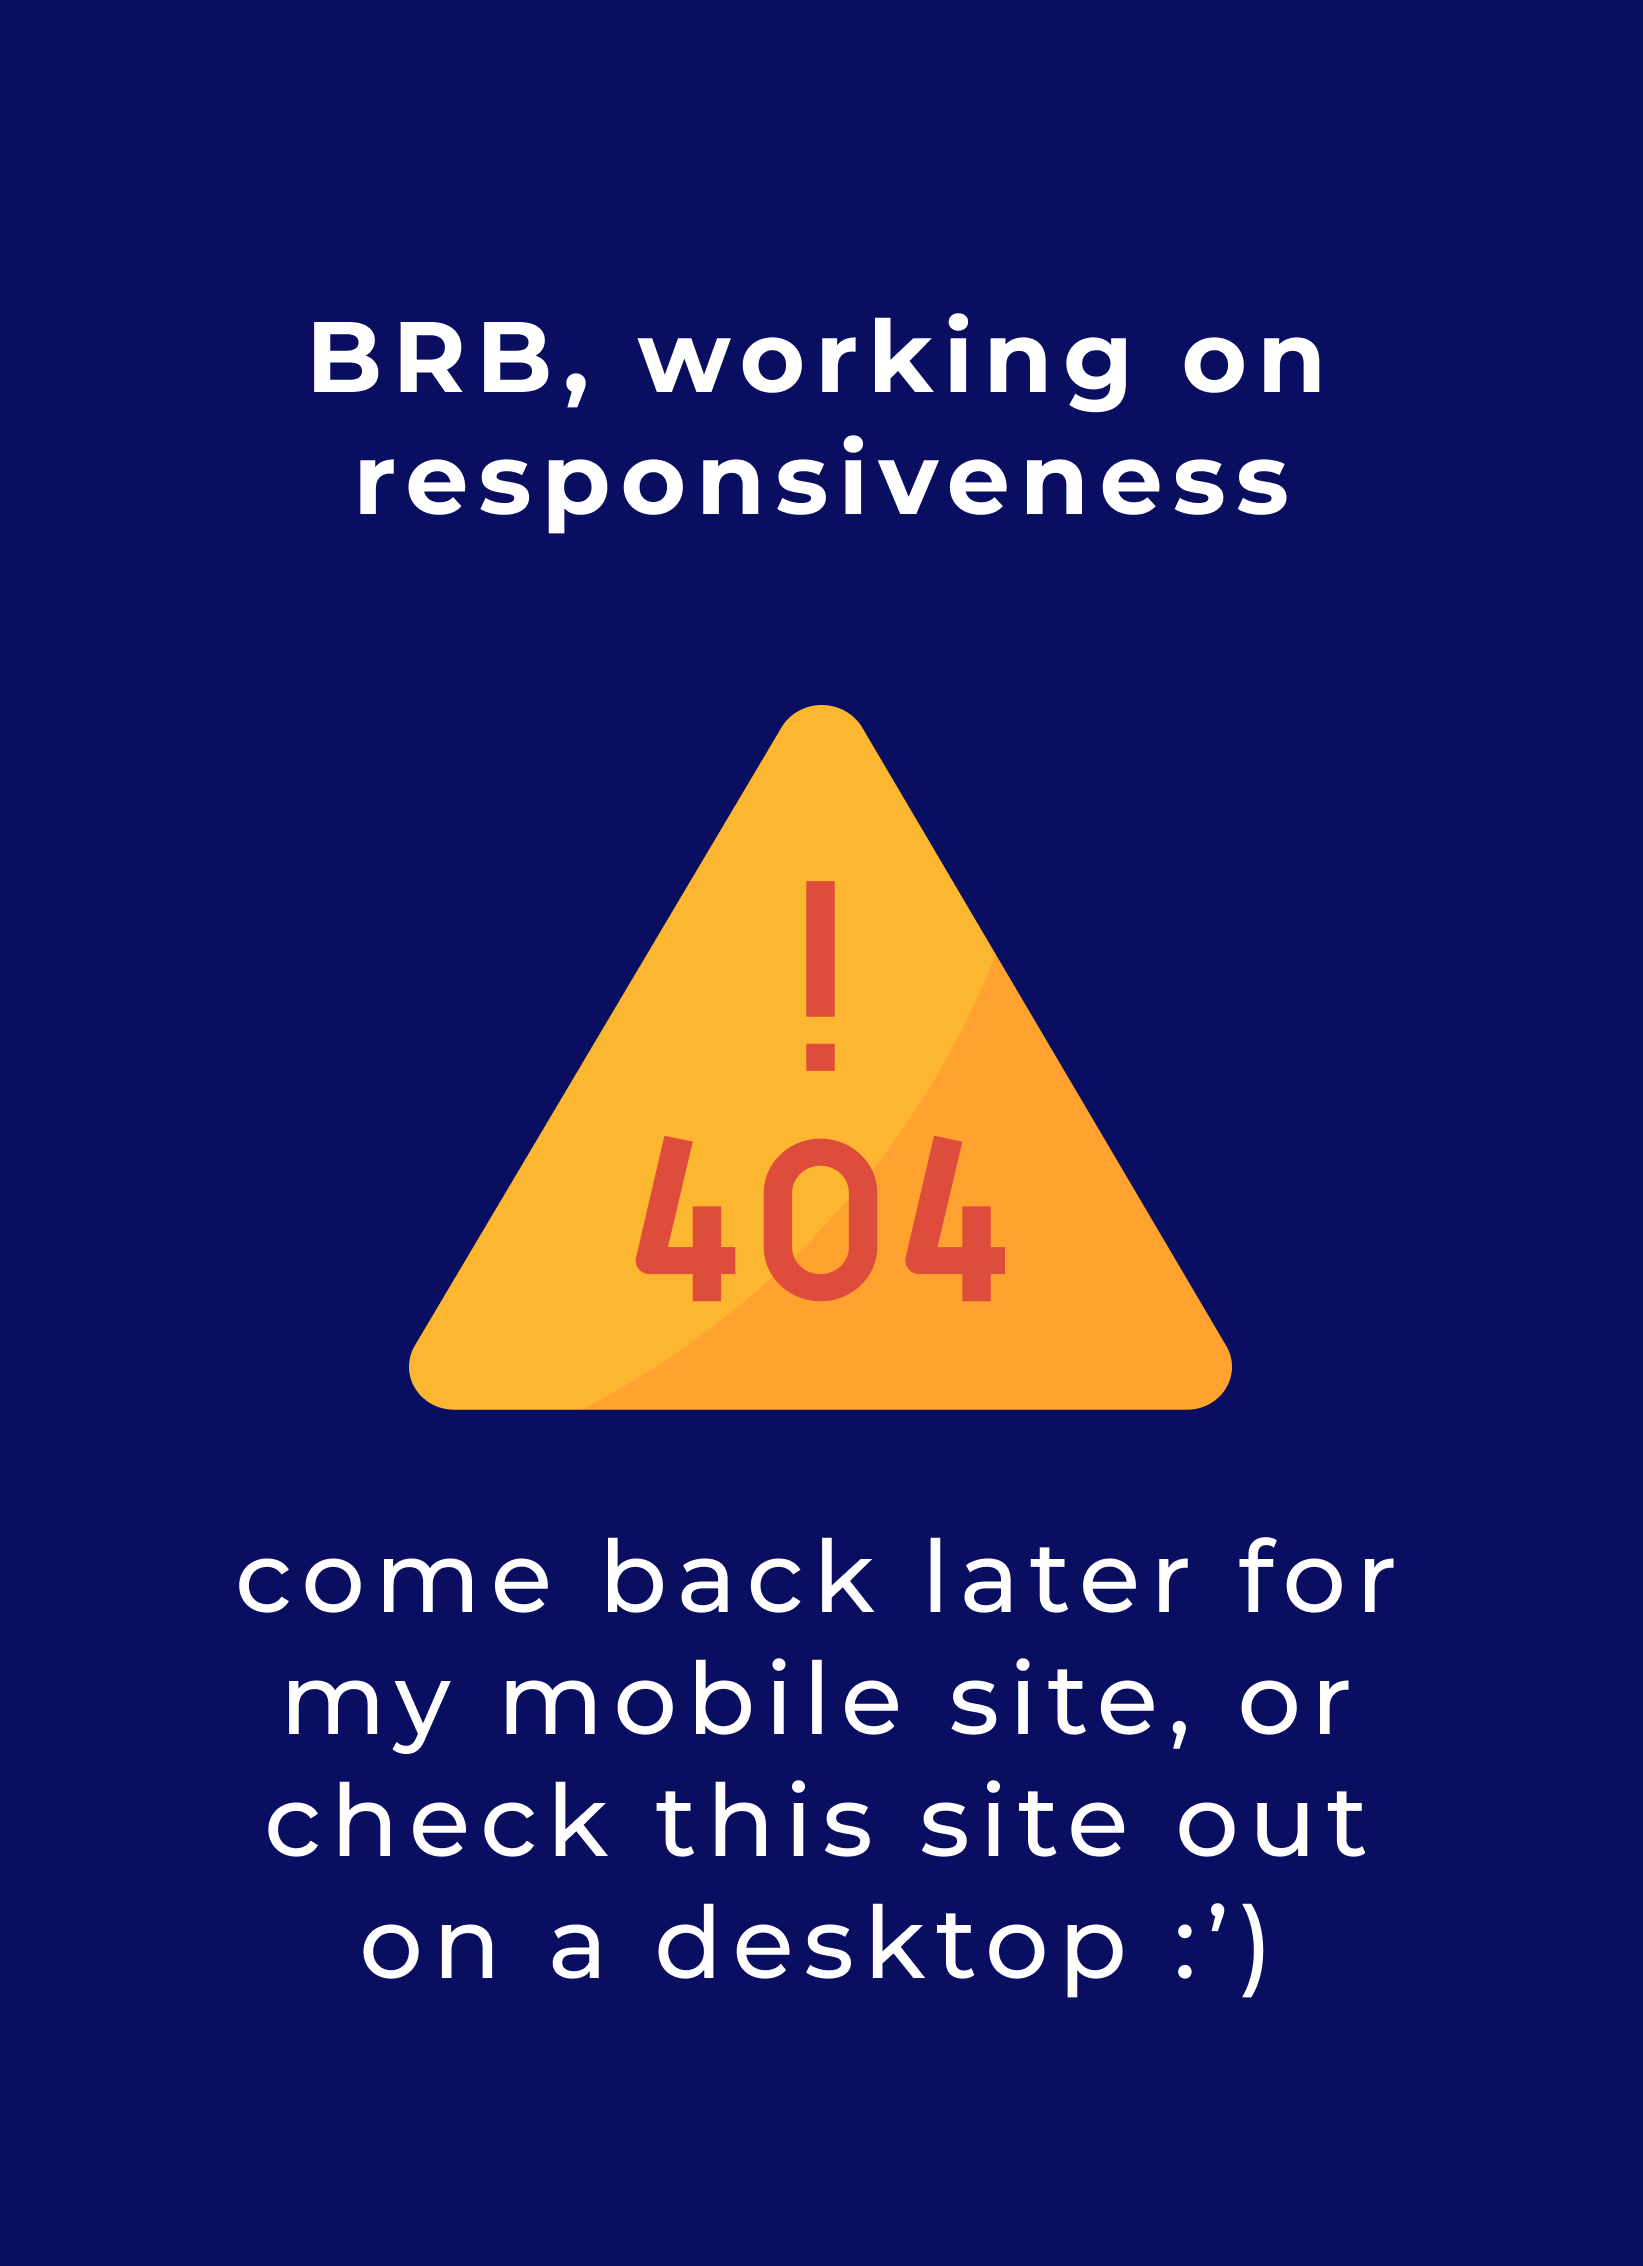 BRB, working on
responsiveness
!
404
come back later for
my mobile site, or
check this site out
on a desktop :’)